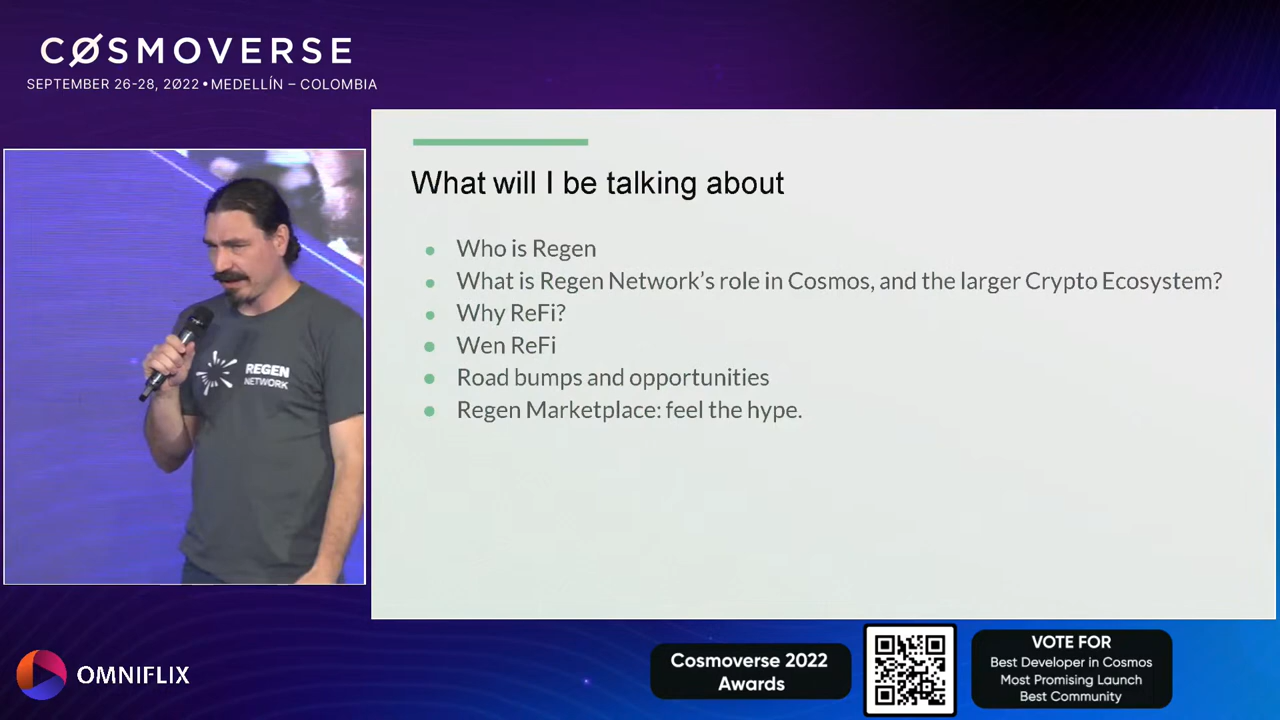 CØSMOVERSE
SEPTEMBER 26-28, 2022 • MEDELLÍN – COLOMBIA
What will I be talking about
• Who is Regen
• What is Regen Network's role in Cosmos, and the larger Crypto Ecosystem?
• Why ReFi?
• Wen ReFi
• Road bumps and opportunities
• Regen Marketplace: feel the hype.
REGEN
NETWORK
OMNIFLIX
Cosmoverse 2022
Awards
VOTE FOR
Best Developer in Cosmos
Most Promising Launch
Best Community